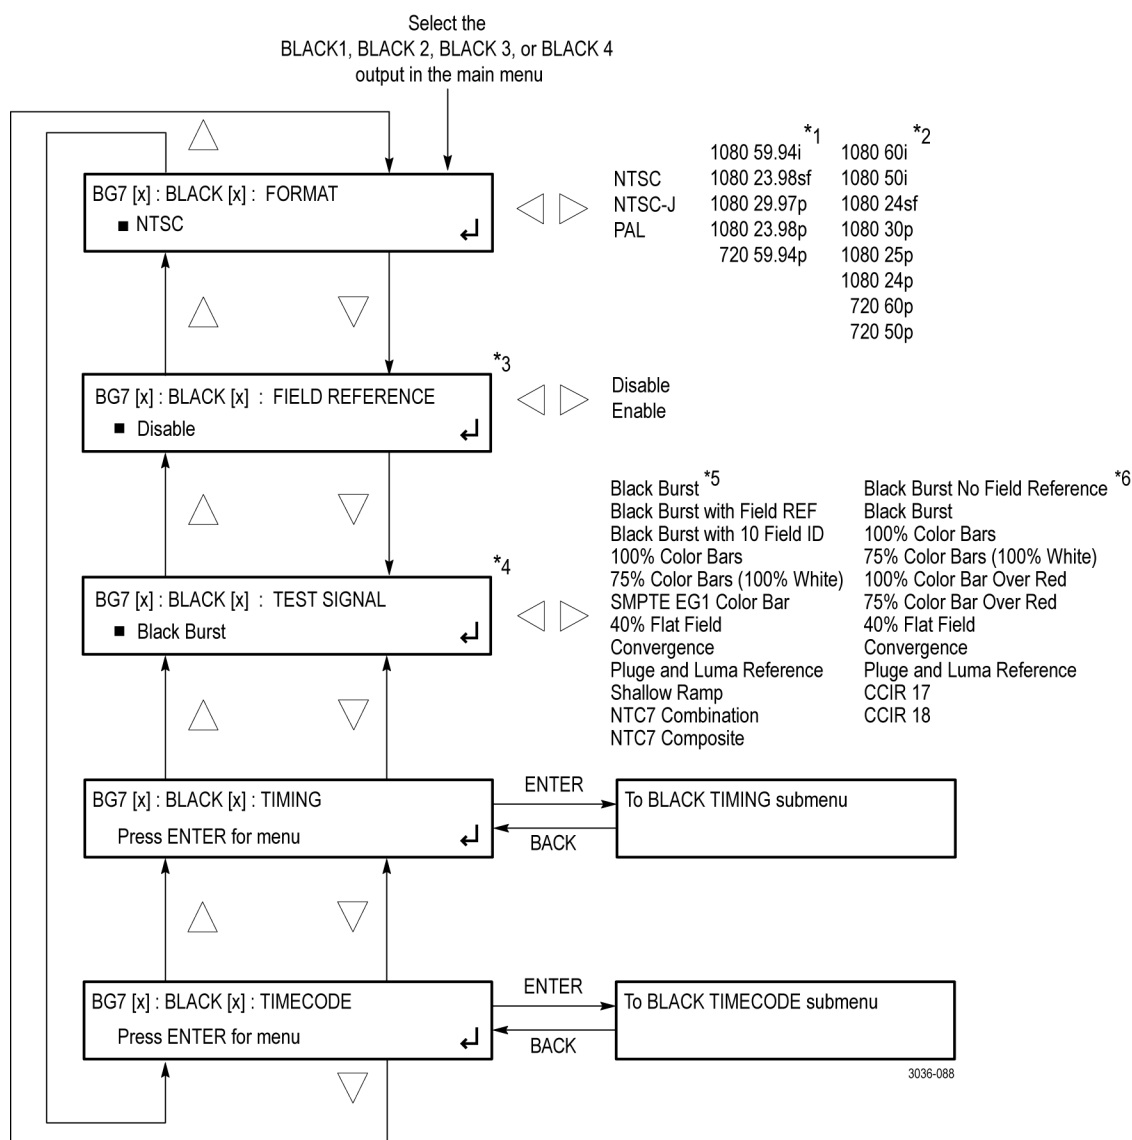 Select the
BLACK1, BLACK 2, BLACK 3, or BLACK 4
output in the main menu
BG7 [x] : BLACK [x] : FORMAT
■ NTSC
NTSC
NTSC-J
PAL
*1
1080 59.94i
1080 23.98sf
1080 29.97p
1080 23.98p
720 59.94p
*2
1080 60i
1080 50i
1080 24sf
1080 30p
1080 25p
1080 24p
720 60p
720 50p
*3
BG7 [x] : BLACK [x] : FIELD REFERENCE
■ Disable
Disable
Enable
*4
BG7 [x] : BLACK [x] : TEST SIGNAL
■ Black Burst
Black Burst *5
Black Burst with Field REF
Black Burst with 10 Field ID
100% Color Bars
75% Color Bars (100% White)
SMPTE EG1 Color Bar
40% Flat Field
Convergence
Pluge and Luma Reference
Shallow Ramp
NTC7 Combination
NTC7 Composite
Black Burst No Field Reference *6
Black Burst
100% Color Bars
75% Color Bars (100% White)
100% Color Bar Over Red
75% Color Bar Over Red
40% Flat Field
Convergence
Pluge and Luma Reference
CCIR 17
CCIR 18
BG7 [x] : BLACK [x] : TIMING
Press ENTER for menu
ENTER
BACK
To BLACK TIMING submenu
BG7 [x] : BLACK [x] : TIMECODE
Press ENTER for menu
ENTER
BACK
To BLACK TIMECODE submenu
3036-088